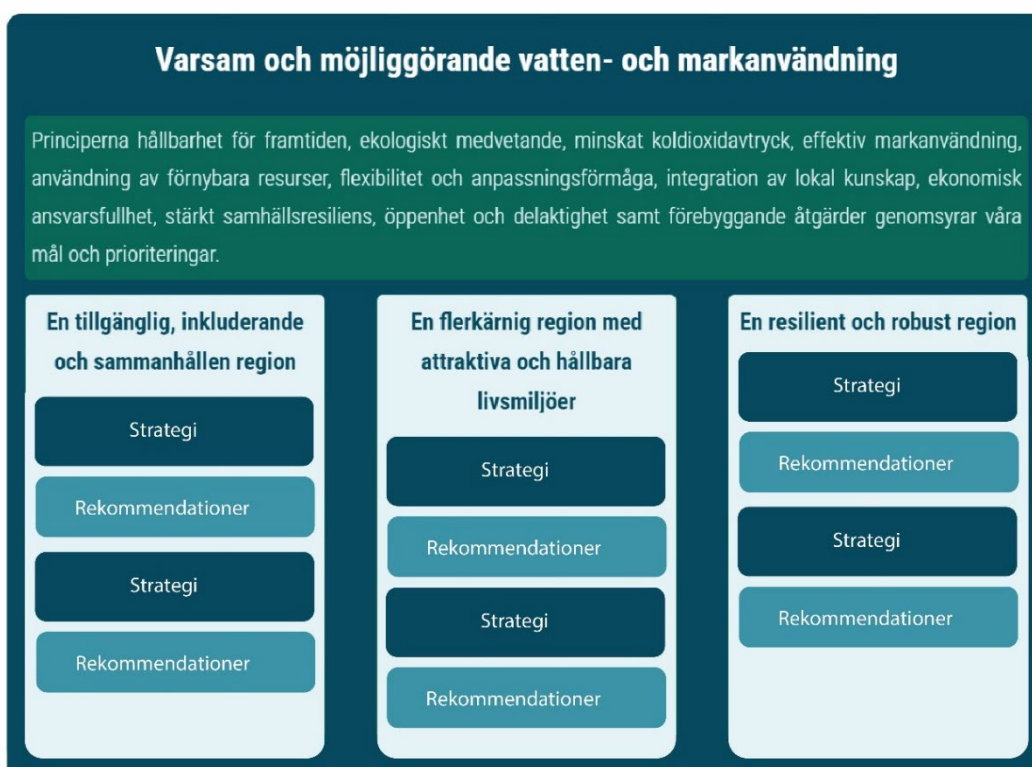 Varsam och möjliggörande vatten- och markanvändning
Principerna hållbarhet för framtiden, ekologiskt medvetande, minskat koldioxidavtryck, effektiv markanvändning,
användning av förnybara resurser, flexibilitet och anpassningsförmåga, integration av lokal kunskap, ekonomisk
ansvarsfullhet, stärkt samhällsresiliens, öppenhet och delaktighet samt förebyggande åtgärder genomsyrar våra
mål och prioriteringar.
En tillgänglig, inkluderande
och sammanhållen region
Strategi
Rekommendationer
Strategi
Rekommendationer
En flerkärnig region med
attraktiva och hållbara
livsmiljöer
Strategi
Rekommendationer
Strategi
Rekommendationer
En resilient och robust region
Strategi
Rekommendationer
Strategi
Rekommendationer